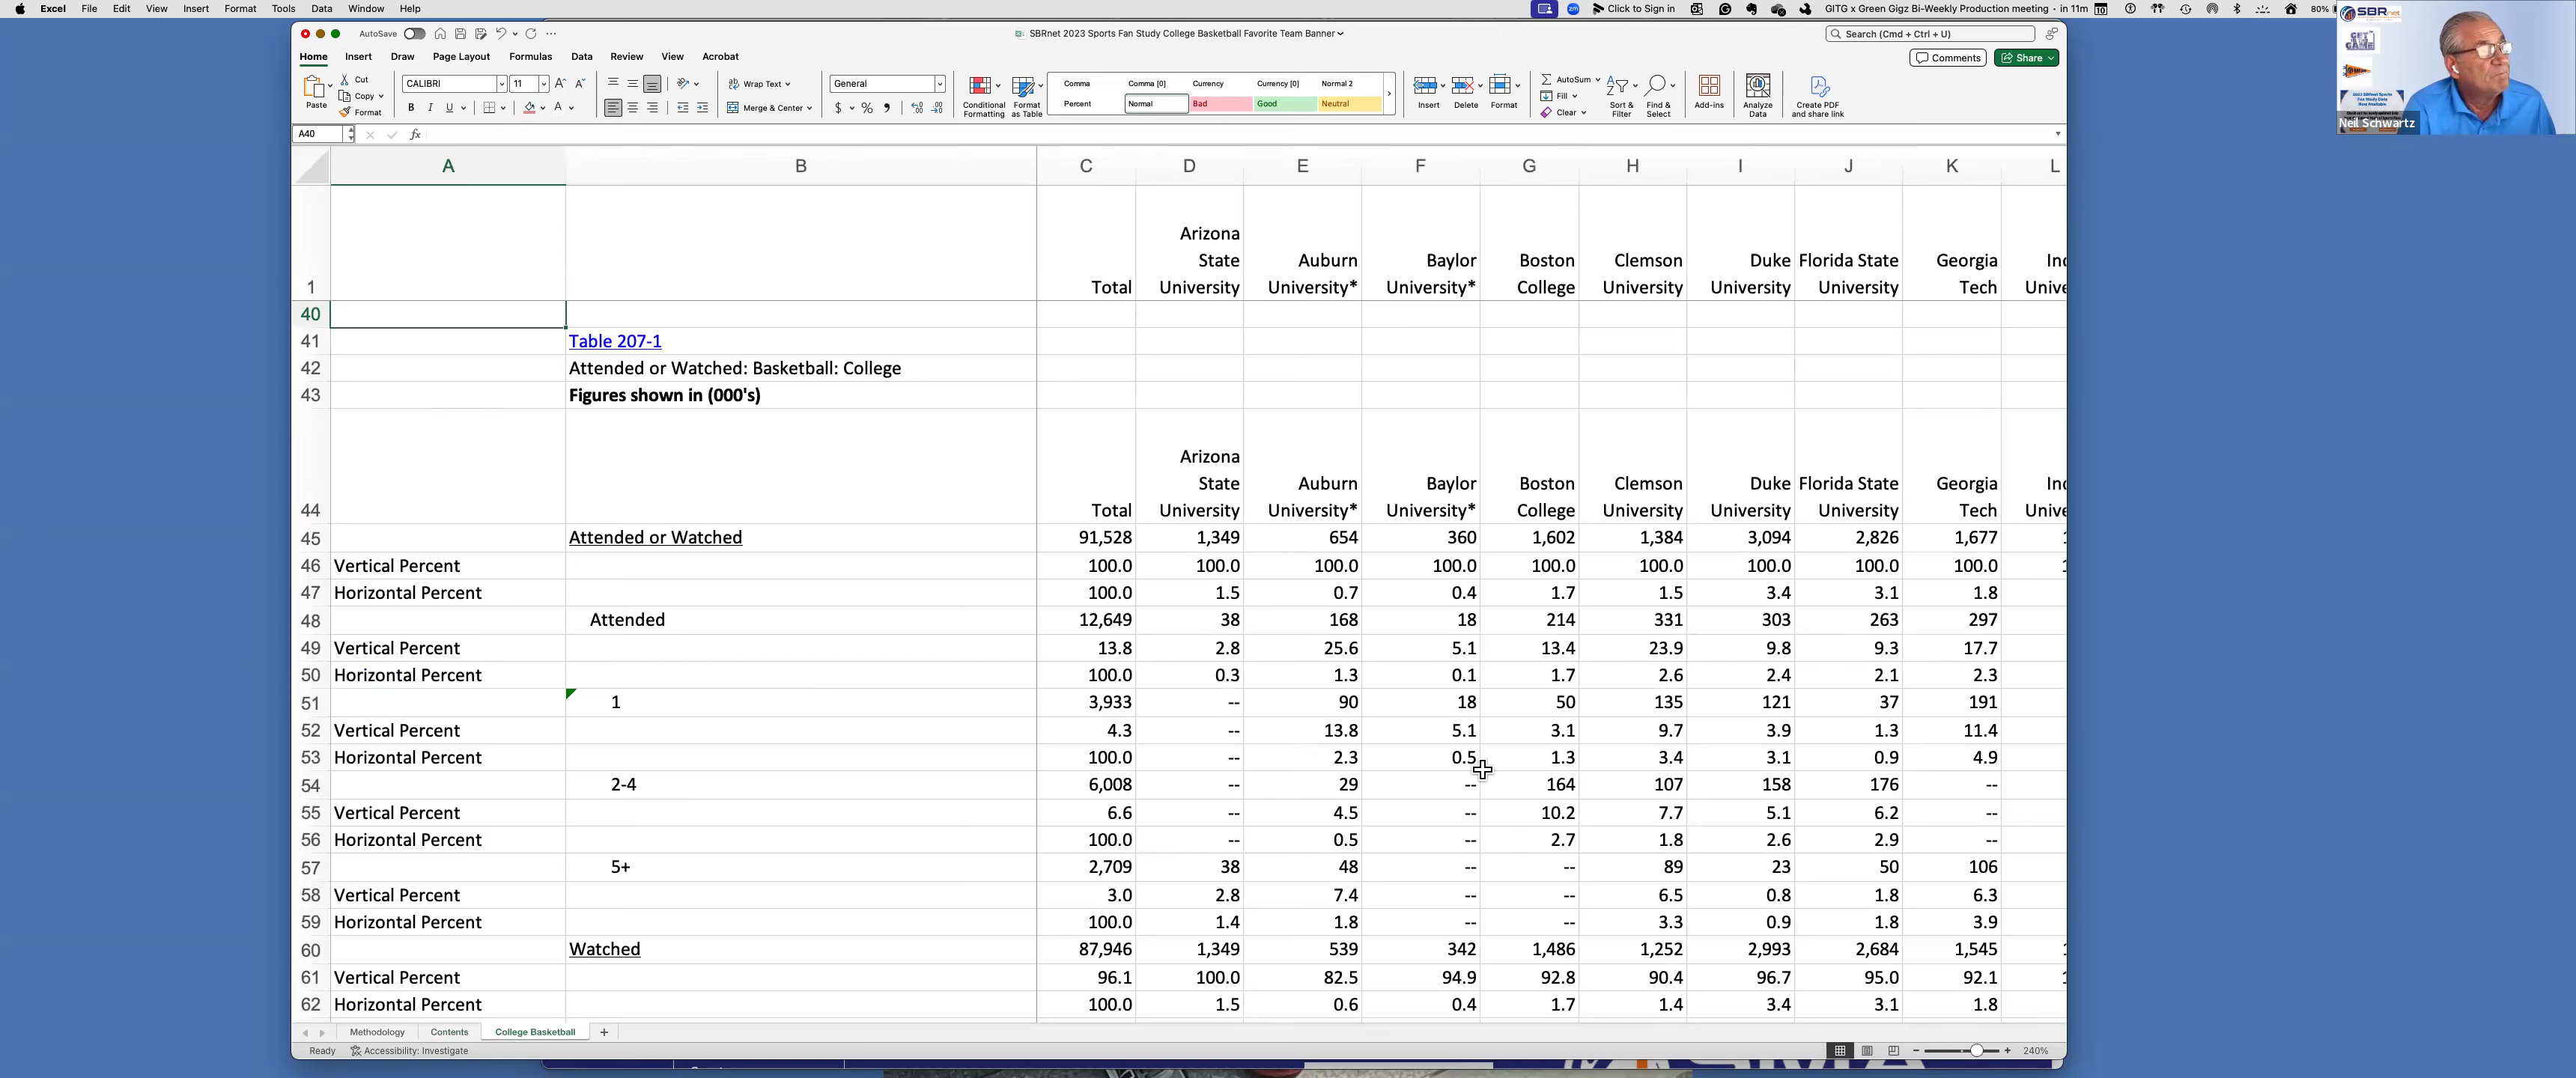 Excel File Edit View Insert Format Tools Data Window Help
Click to Sign in
GITG x Green Gigz Bi-Weekly Production meeting • in 11m
80%
AutoSave
SBRnet 2023 Sports Fan Study College Basketball Favorite Team Banner
Search (Cmd + Ctrl + U)
Home Insert Draw Page Layout Formulas Data Review View Acrobat
Comments Share
Paste
Cut
Copy
Format
CALIBRI 11
B I U
Wrap Text
Merge & Center
General
$ %
Conditional Formatting
Format as Table
Comma Comma [0] Currency Currency [0] Normal 2
Percent Normal Bad Good Neutral
Insert Delete Format
AutoSum
Fill
Clear
Sort & Filter
Find & Select
Add-ins
Analyze Data
Create PDF and share link
SBRnet
Neil Schwartz
A40 fx
A B C D E F G H I J K L
1 Total Arizona State University Auburn University* Baylor University* Boston College Clemson University Duke University Florida State University Georgia Tech
40
41 Table 207-1
42 Attended or Watched: Basketball: College
43 Figures shown in (000's)
44 Total Arizona State University Auburn University* Baylor University* Boston College Clemson University Duke University Florida State University Georgia Tech
45 Attended or Watched 91,528 1,349 654 360 1,602 1,384 3,094 2,826 1,677
46 Vertical Percent 100.0 100.0 100.0 100.0 100.0 100.0 100.0 100.0 100.0
47 Horizontal Percent 100.0 1.5 0.7 0.4 1.7 1.5 3.4 3.1 1.8
48 Attended 12,649 38 168 18 214 331 303 263 297
49 Vertical Percent 13.8 2.8 25.6 5.1 13.4 23.9 9.8 9.3 17.7
50 Horizontal Percent 100.0 0.3 1.3 0.1 1.7 2.6 2.4 2.1 2.3
51 1 3,933 -- 90 18 50 135 121 37 191
52 Vertical Percent 4.3 -- 13.8 5.1 3.1 9.7 3.9 1.3 11.4
53 Horizontal Percent 100.0 -- 2.3 0.5 1.3 3.4 3.1 0.9 4.9
54 2-4 6,008 -- 29 -- 164 107 158 176 --
55 Vertical Percent 6.6 -- 4.5 -- 10.2 7.7 5.1 6.2 --
56 Horizontal Percent 100.0 -- 0.5 -- 2.7 1.8 2.6 2.9 --
57 5+ 2,709 38 48 -- -- 89 23 50 106
58 Vertical Percent 3.0 2.8 7.4 -- -- 6.5 0.8 1.8 6.3
59 Horizontal Percent 100.0 1.4 1.8 -- -- 3.3 0.9 1.8 3.9
60 Watched 87,946 1,349 539 342 1,486 1,252 2,993 2,684 1,545
61 Vertical Percent 96.1 100.0 82.5 94.9 92.8 90.4 96.7 95.0 92.1
62 Horizontal Percent 100.0 1.5 0.6 0.4 1.7 1.4 3.4 3.1 1.8
Methodology Contents College Basketball +
Ready Accessibility: Investigate
240%